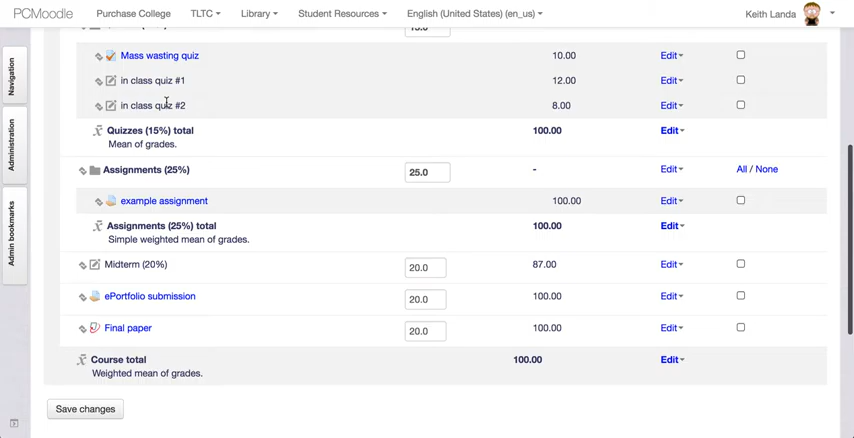 PCMoodle Purchase College TLTC Library Student Resources English (United States) (en_us) Keith Landa
Navigation
Administration
Admin bookmarks
Mass wasting quiz 10.00 Edit
in class quiz #1 12.00 Edit
in class quiz #2 8.00 Edit
Quizzes (15%) total 100.00 Edit
Mean of grades.
Assignments (25%) 25.0 - Edit All / None
example assignment 100.00 Edit
Assignments (25%) total 100.00 Edit
Simple weighted mean of grades.
Midterm (20%) 20.0 87.00 Edit
ePortfolio submission 20.0 100.00 Edit
Final paper 20.0 100.00 Edit
Course total 100.00 Edit
Weighted mean of grades.
Save changes